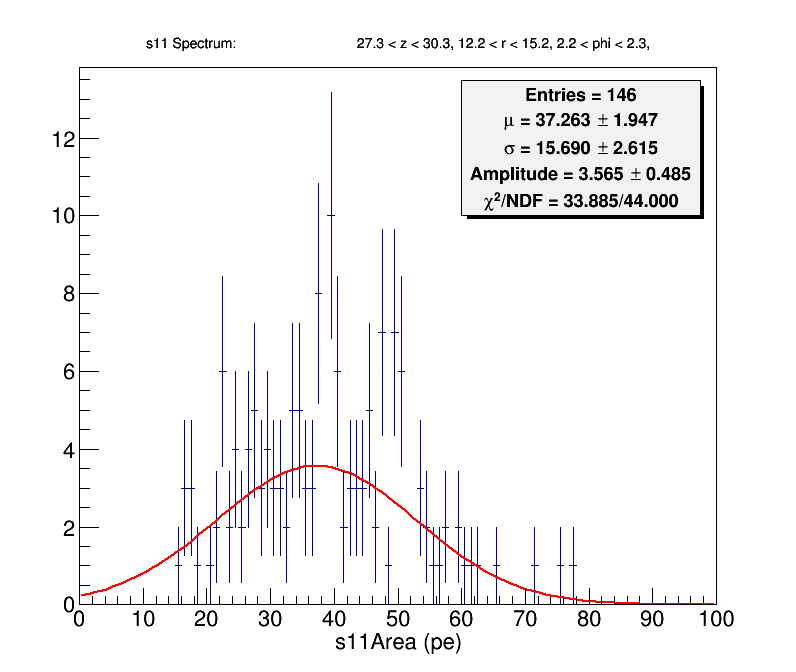 s11 Spectrum: 27.3 < z < 30.3, 12.2 < r < 15.2, 2.2 < phi < 2.3,
Entries = 146
μ = 37.263 ± 1.947
σ = 15.690 ± 2.615
Amplitude = 3.565 ± 0.485
χ²/NDF = 33.885/44.000
12
10
8
6
4
2
0
0 10 20 30 40 50 60 70 80 90 100
s11Area (pe)